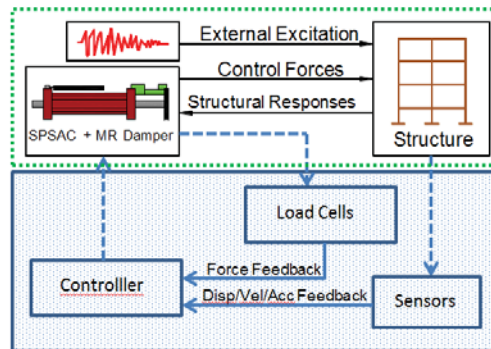 External Excitation
Control Forces
Structural Responses
SPSAC + MR Damper
Structure
Load Cells
Force Feedback
Controlller
Disp/Vel/Acc Feedback
Sensors